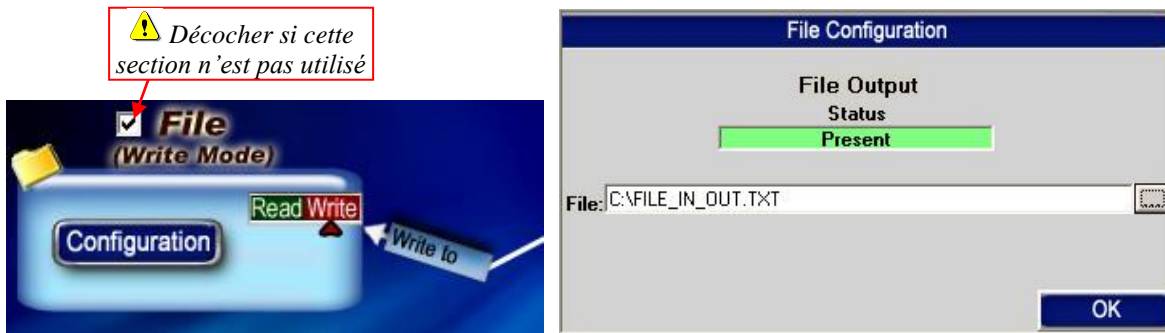 Décocher si cette
section n’est pas utilisé
File
(Write Mode)
Read Write
Configuration
Write to
File Configuration
File Output
Status
Present
File: C:\FILE_IN_OUT.TXT
...
OK